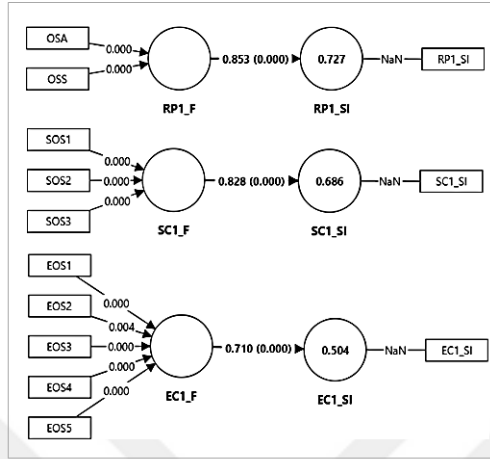 OSA
0.000
OSS
0.000
RP1_F
0.853 (0.000)
0.727
RP1_SI
NaN
RP1_SI
SOS1
0.000
SOS2
0.000
SOS3
0.000
SC1_F
0.828 (0.000)
0.686
SC1_SI
NaN
SC1_SI
EOS1
0.000
EOS2
0.004
EOS3
0.000
EOS4
0.000
EOS5
0.000
EC1_F
0.710 (0.000)
0.504
EC1_SI
NaN
EC1_SI